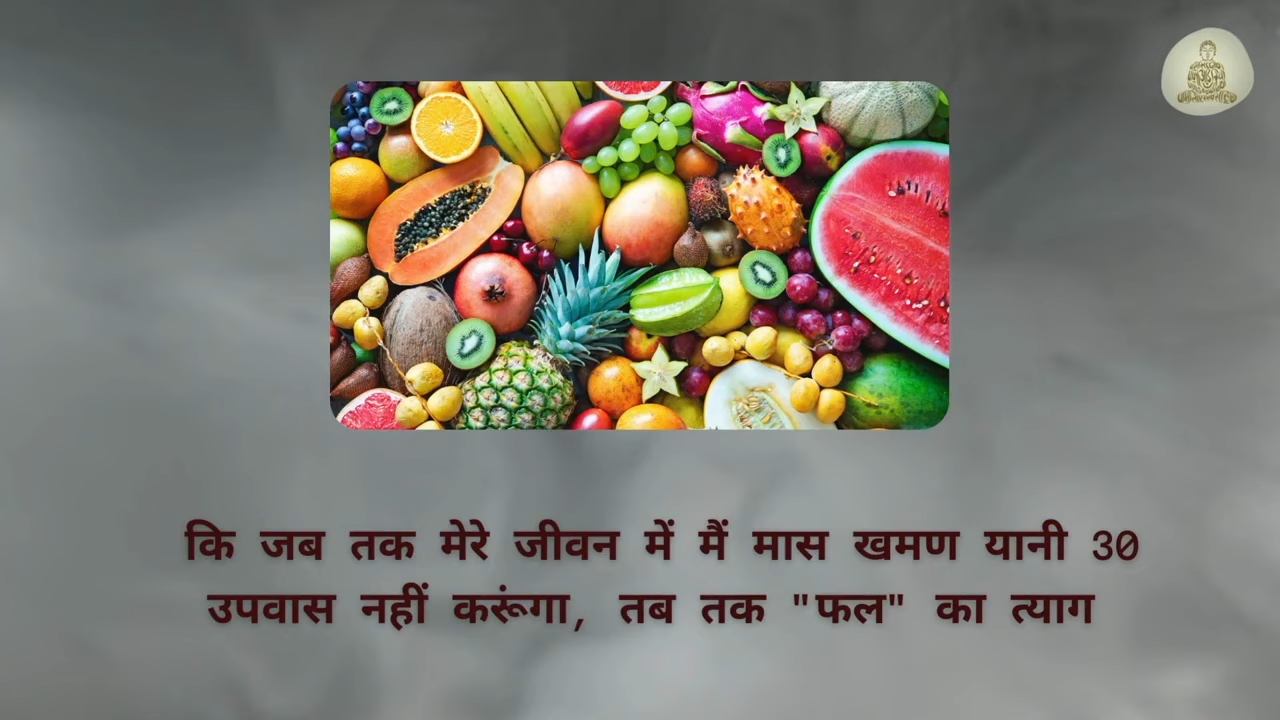 कि जब तक मेरे जीवन में मैं मास खमण यानी 30
उपवास नहीं करूंगा, तब तक "फल" का त्याग